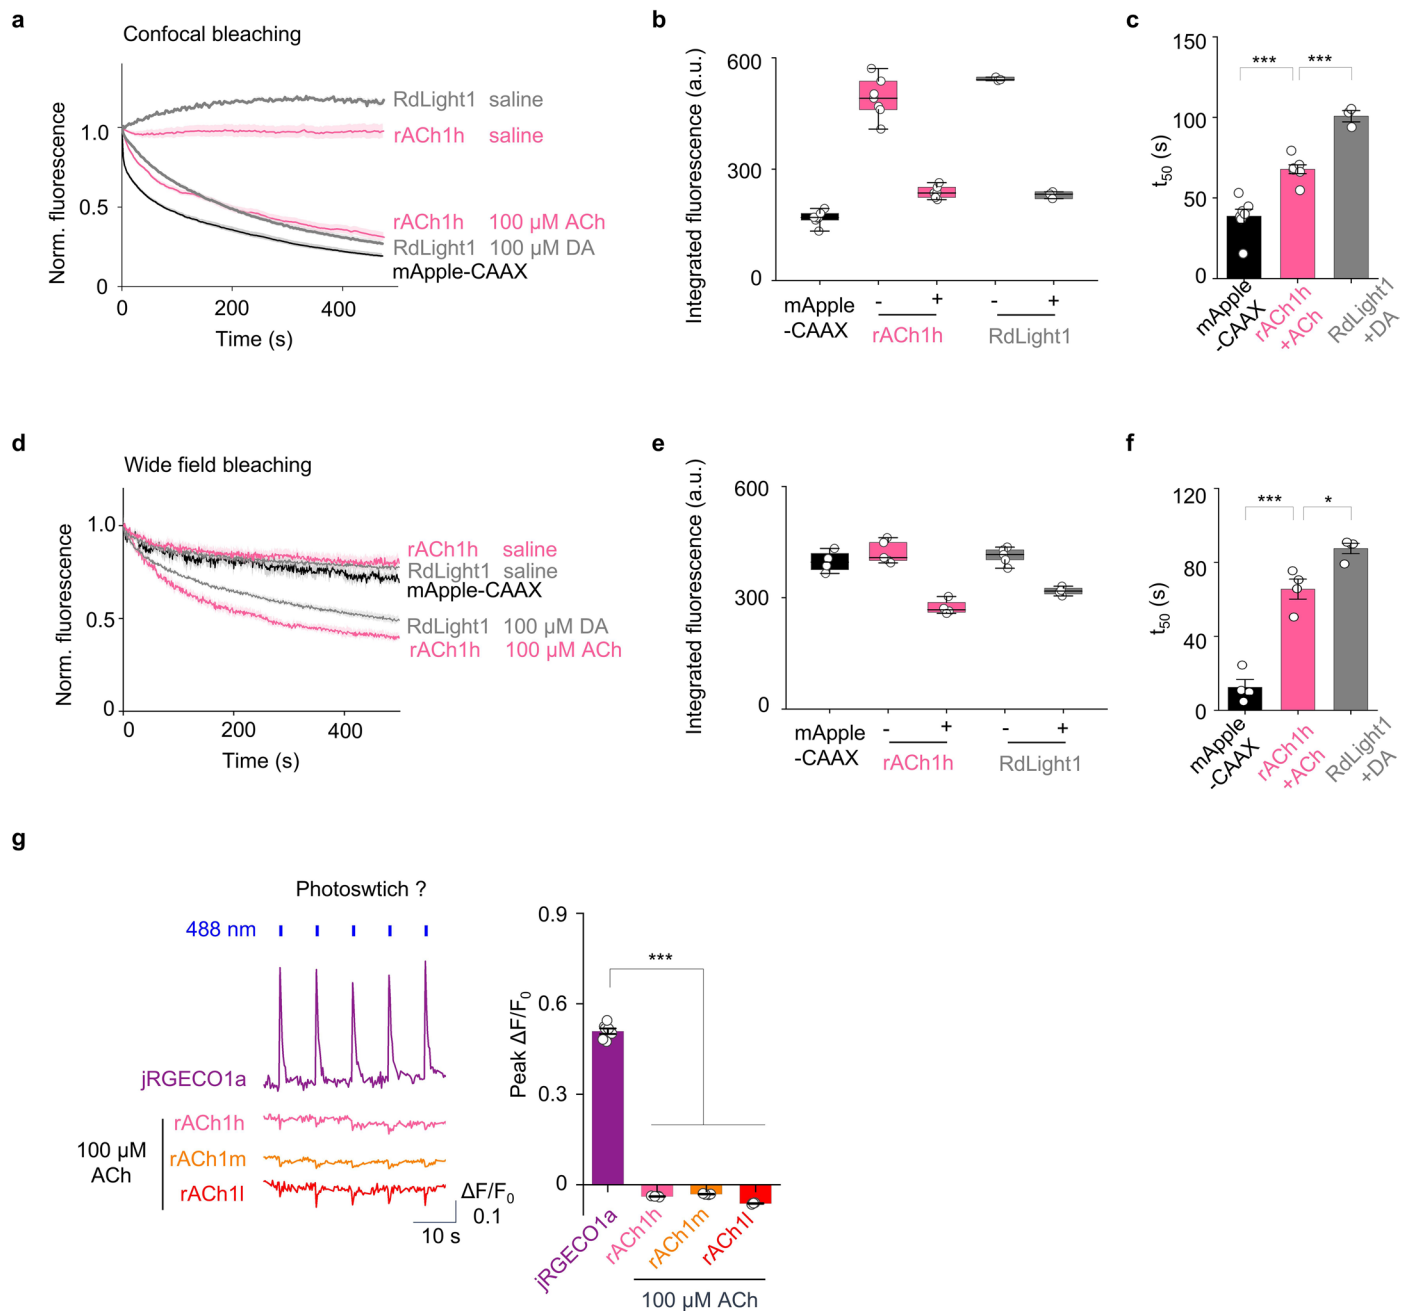 a
Confocal bleaching
Norm. fluorescence
1.0
0.5
0
0
200
400
Time (s)
RdLight1 saline
rACh1h saline
rACh1h 100 µM ACh
RdLight1 100 µM DA
mApple-CAAX
b
Integrated fluorescence (a.u.)
600
300
0
mApple
-CAAX
- +
rACh1h
- +
RdLight1
c
t50 (s)
150
100
50
0
*** ***
mApple
-CAAX
rACh1h
+ACh
RdLight1
+DA
d
Wide field bleaching
Norm. fluorescence
1.0
0.5
0
0
200
400
Time (s)
rACh1h saline
RdLight1 saline
mApple-CAAX
RdLight1 100 µM DA
rACh1h 100 µM ACh
e
Integrated fluorescence (a.u.)
600
300
0
mApple
-CAAX
- +
rACh1h
- +
RdLight1
f
t50 (s)
120
80
40
0
*** *
mApple
-CAAX
rACh1h
+ACh
RdLight1
+DA
g
Photoswtich ?
488 nm
jRGECO1a
100 µM
ACh
rACh1h
rACh1m
rACh1l
ΔF/F0
0.1
10 s
Peak ΔF/F0
0.9
0.6
0.3
0
***
jRGECO1a
rACh1h
rACh1m
rACh1l
100 µM ACh